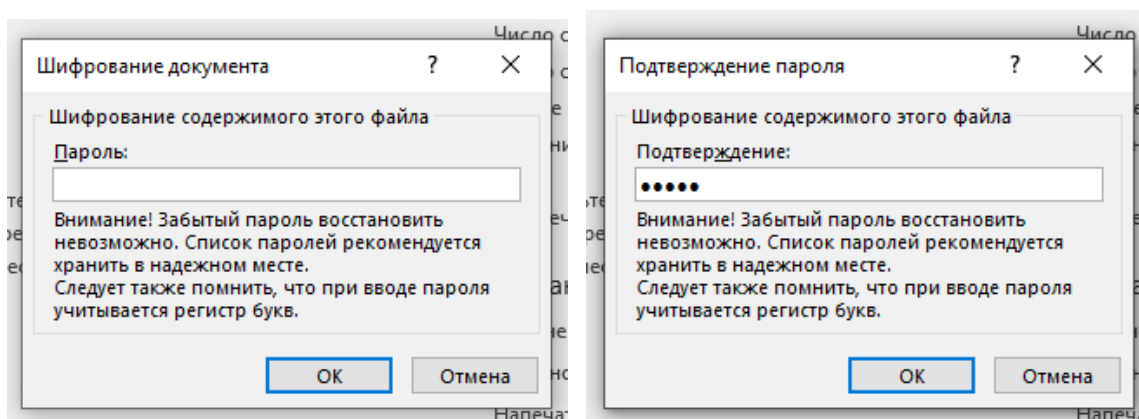 Число
Шифрование документа ?
Шифрование содержимого этого файла
Пароль:
Внимание! Забытый пароль восстановить
невозможно. Список паролей рекомендуется
хранить в надежном месте.
Следует также помнить, что при вводе пароля
учитывается регистр букв.
ОК Отмена
Число
Подтверждение пароля ?
Шифрование содержимого этого файла
Подтверждение:
•••••
Внимание! Забытый пароль восстановить
невозможно. Список паролей рекомендуется
хранить в надежном месте.
Следует также помнить, что при вводе пароля
учитывается регистр букв.
ОК Отмена